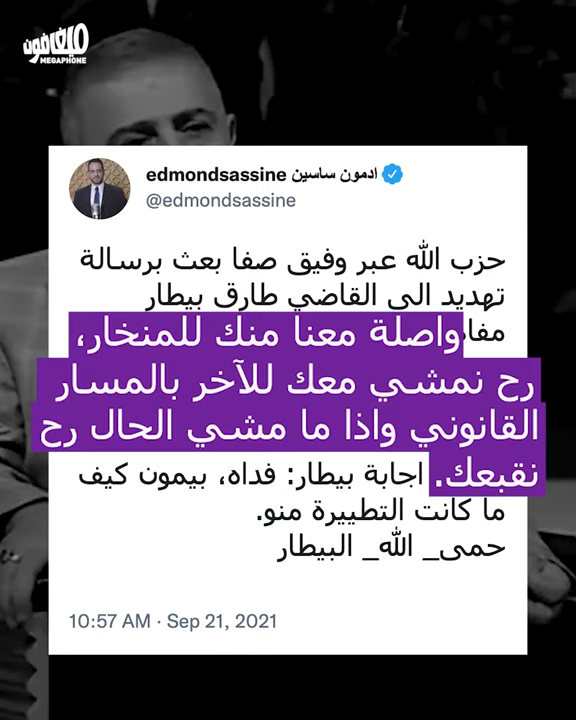 ميغافون
MEGAPHONE
edmondsassine ادمون ساسين
@edmondsassine
حزب الله عبر وفيق صفا بعث برسالة
تهديد الى القاضي طارق بيطار
واصلة معنا منك للمنخار،
رح نمشي معك للآخر بالمسار
القانوني واذا ما مشي الحال رح
نقبعك. اجابة بيطار: فداه، بيمون كيف
ما كانت التطييرة منو.
حمى_ الله_ البيطار
10:57 AM · Sep 21, 2021